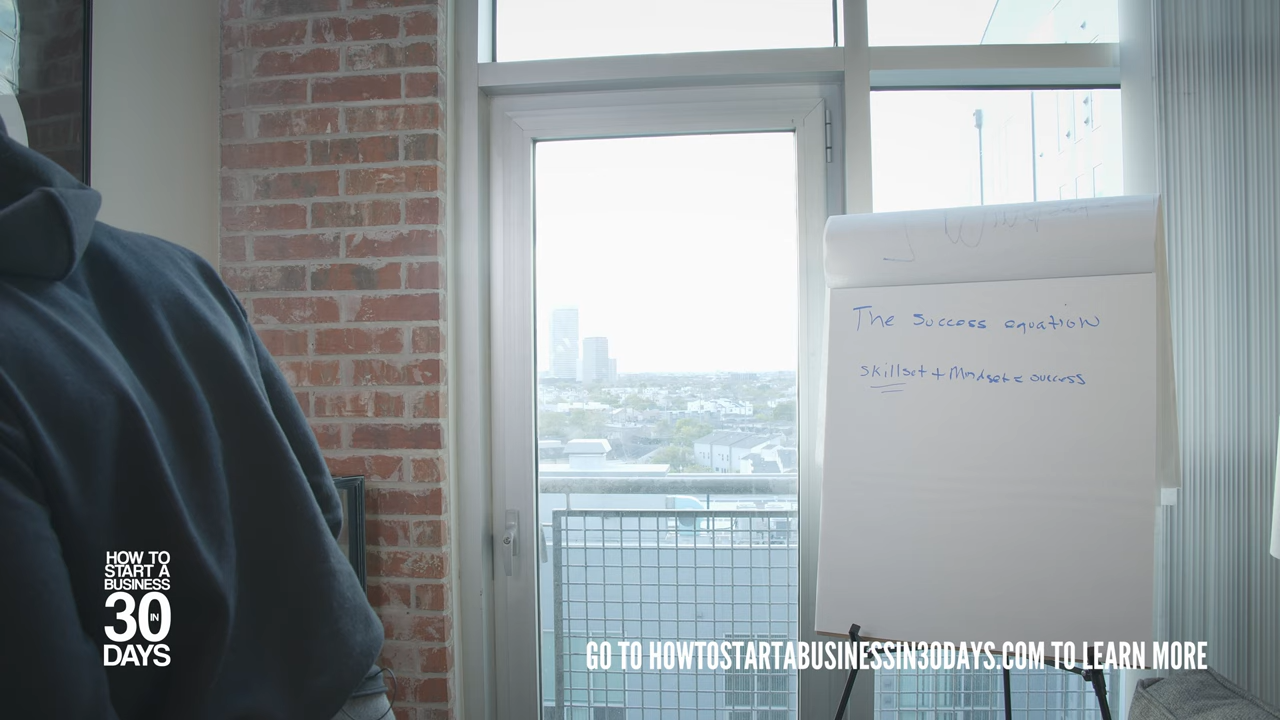 The success equation
skillset + Mindset = success
HOW TO
START A
BUSINESS
30 IN
DAYS
GO TO HOWTOSTARTABUSINESSIN30DAYS.COM TO LEARN MORE